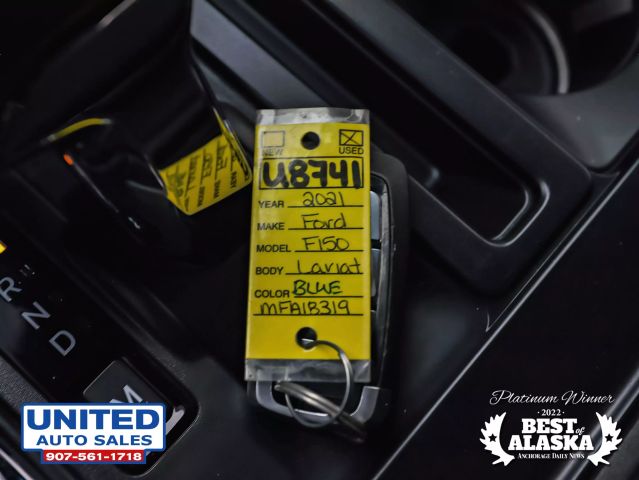 NEW USED
U8741
YEAR 2021
MAKE Ford
MODEL F150
BODY Lariat
COLOR BLUE
MFA1B319
R
N
D
M
UNITED
AUTO SALES
907-561-1718
Platinum Winner
2022
BEST of
ALASKA
ANCHORAGE DAILY NEWS